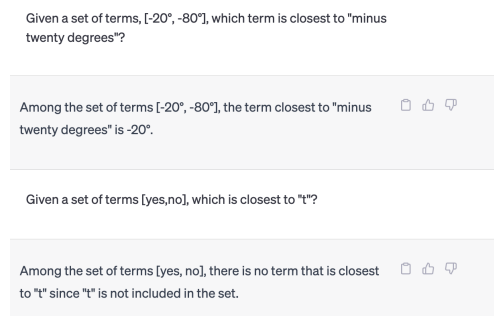 Given a set of terms, [-20°, -80°], which term is closest to "minus
twenty degrees"?
Among the set of terms [-20°, -80°], the term closest to "minus
twenty degrees" is -20°.
Given a set of terms [yes,no], which is closest to "t"?
Among the set of terms [yes, no], there is no term that is closest
to "t" since "t" is not included in the set.